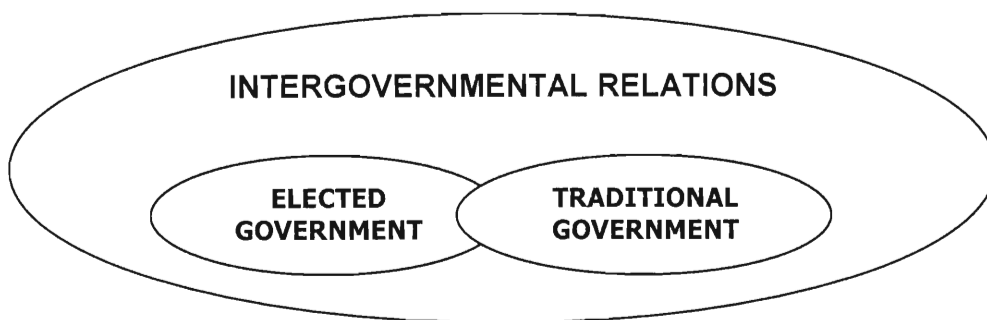 INTERGOVERNMENTAL RELATIONS
ELECTED
GOVERNMENT
TRADITIONAL
GOVERNMENT